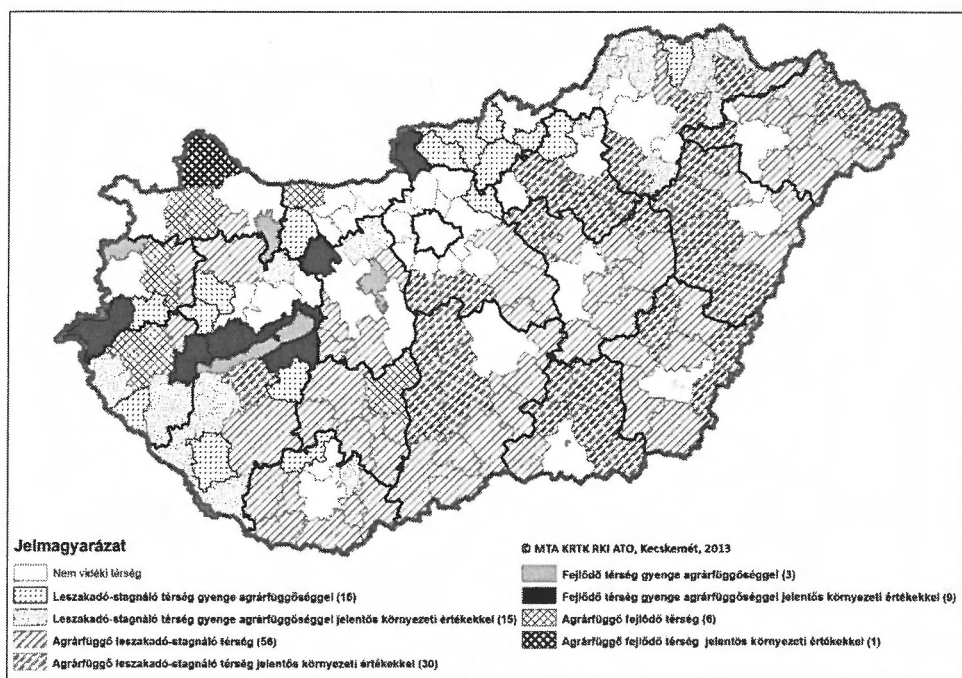 Jelmagyarázat
Nem vidéki térség
Leszakadó-stagnáló térség gyenge agrárfüggőséggel (16)
Leszakadó-stagnáló térség gyenge agrárfüggőséggel jelentős környezeti értékekkel (15)
Agrárfüggő leszakadó-stagnáló térség (56)
Agrárfüggő leszakadó-stagnáló térség jelentős környezeti értékekkel (30)
© MTA KRTK RKI ATO, Kecskemét, 2013
Fejlődő térség gyenge agrárfüggőséggel (3)
Fejlődő térség gyenge agrárfüggőséggel jelentős környezeti értékekkel (9)
Agrárfüggő fejlődő térség (6)
Agrárfüggő fejlődő térség jelentős környezeti értékekkel (1)